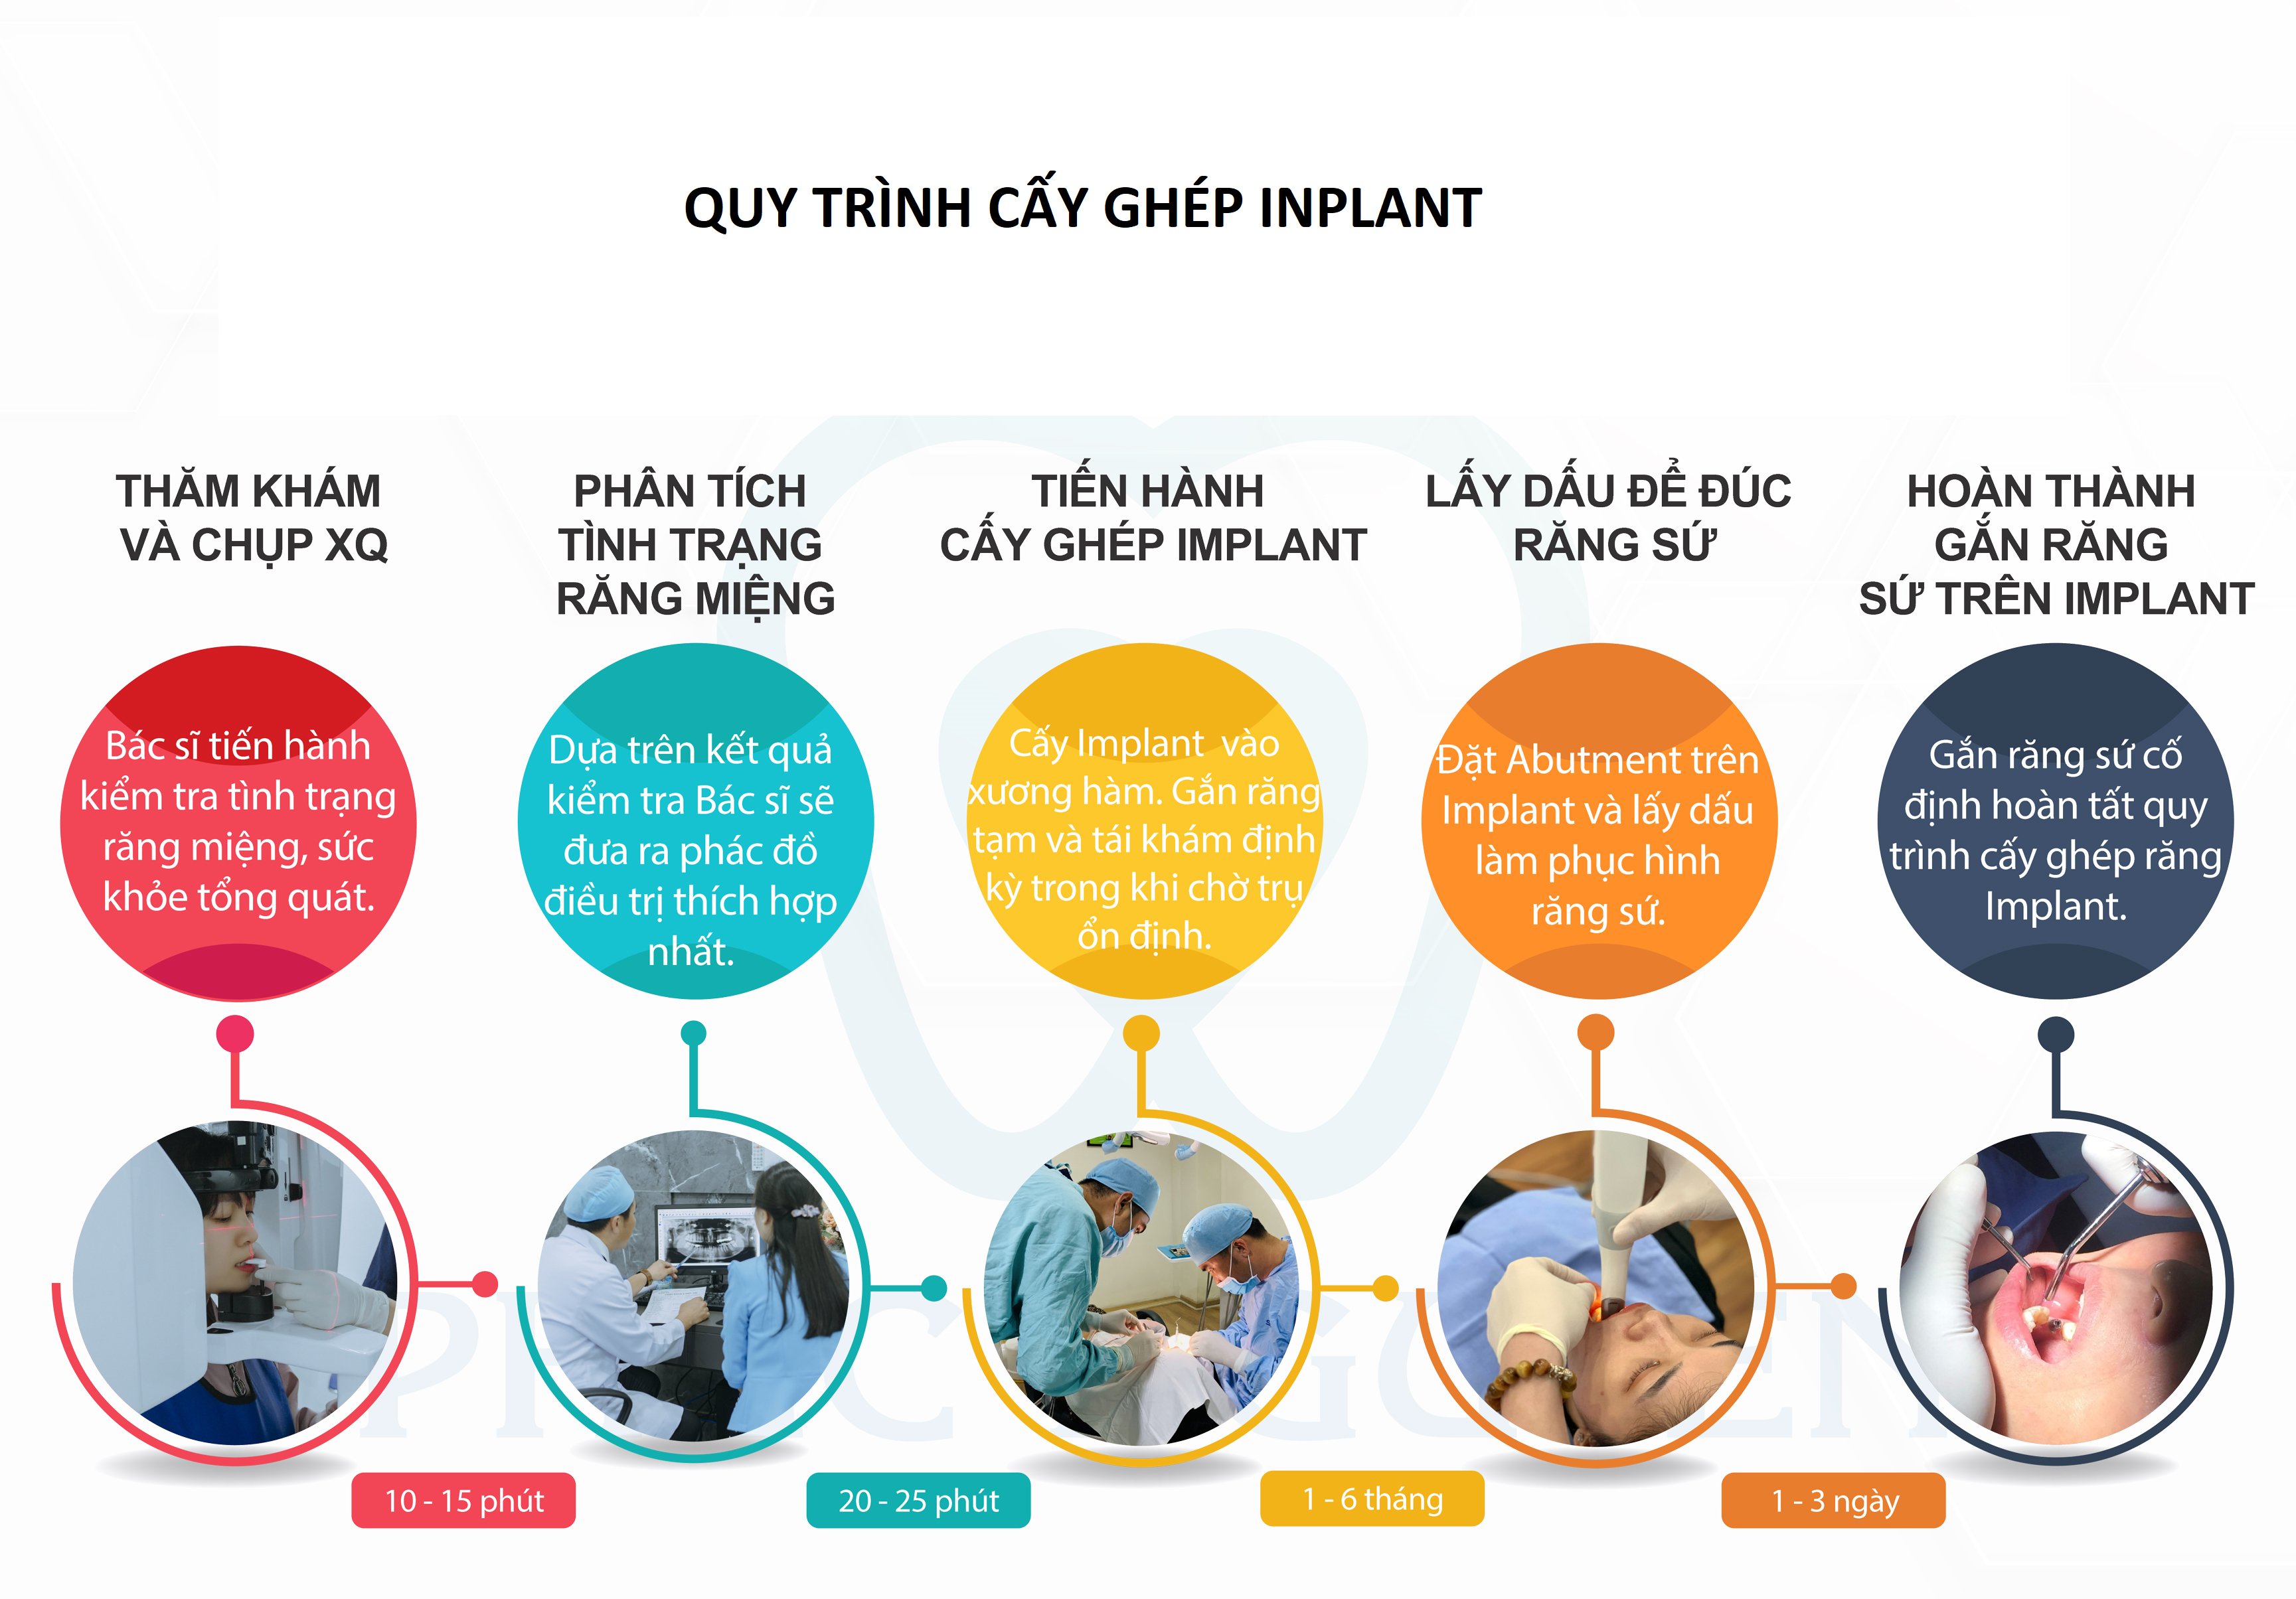 QUY TRÌNH CẤY GHÉP INPLANT
THĂM KHÁM
VÀ CHỤP XQ
PHÂN TÍCH
TÌNH TRẠNG
RĂNG MIỆNG
TIẾN HÀNH
CẤY GHÉP IMPLANT
LẤY DẤU ĐỂ ĐÚC
RĂNG SỨ
HOÀN THÀNH
GẮN RĂNG
SỨ TRÊN IMPLANT
Bác sĩ tiến hành
kiểm tra tình trạng
răng miệng, sức
khỏe tổng quát.
Dựa trên kết quả
kiểm tra Bác sĩ sẽ
đưa ra phác đồ
điều trị thích hợp
nhất.
Cấy Implant vào
xương hàm. Gắn răng
tạm và tái khám định
kỳ trong khi chờ trụ
ổn định.
Đặt Abutment trên
Implant và lấy dấu
làm phục hình
răng sứ.
Gắn răng sứ cố
định hoàn tất quy
trình cấy ghép răng
Implant.
10 - 15 phút
20 - 25 phút
1 - 6 tháng
1 - 3 ngày